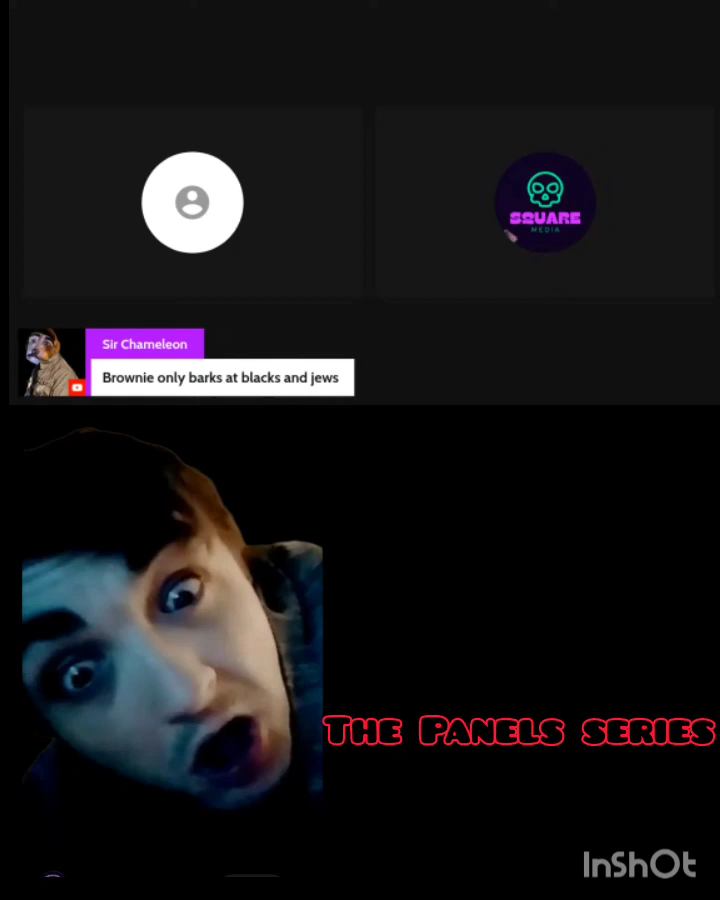 SQUARE
MEDIA
Sir Chameleon
Brownie only barks at blacks and jews
The Panels series
InShOt